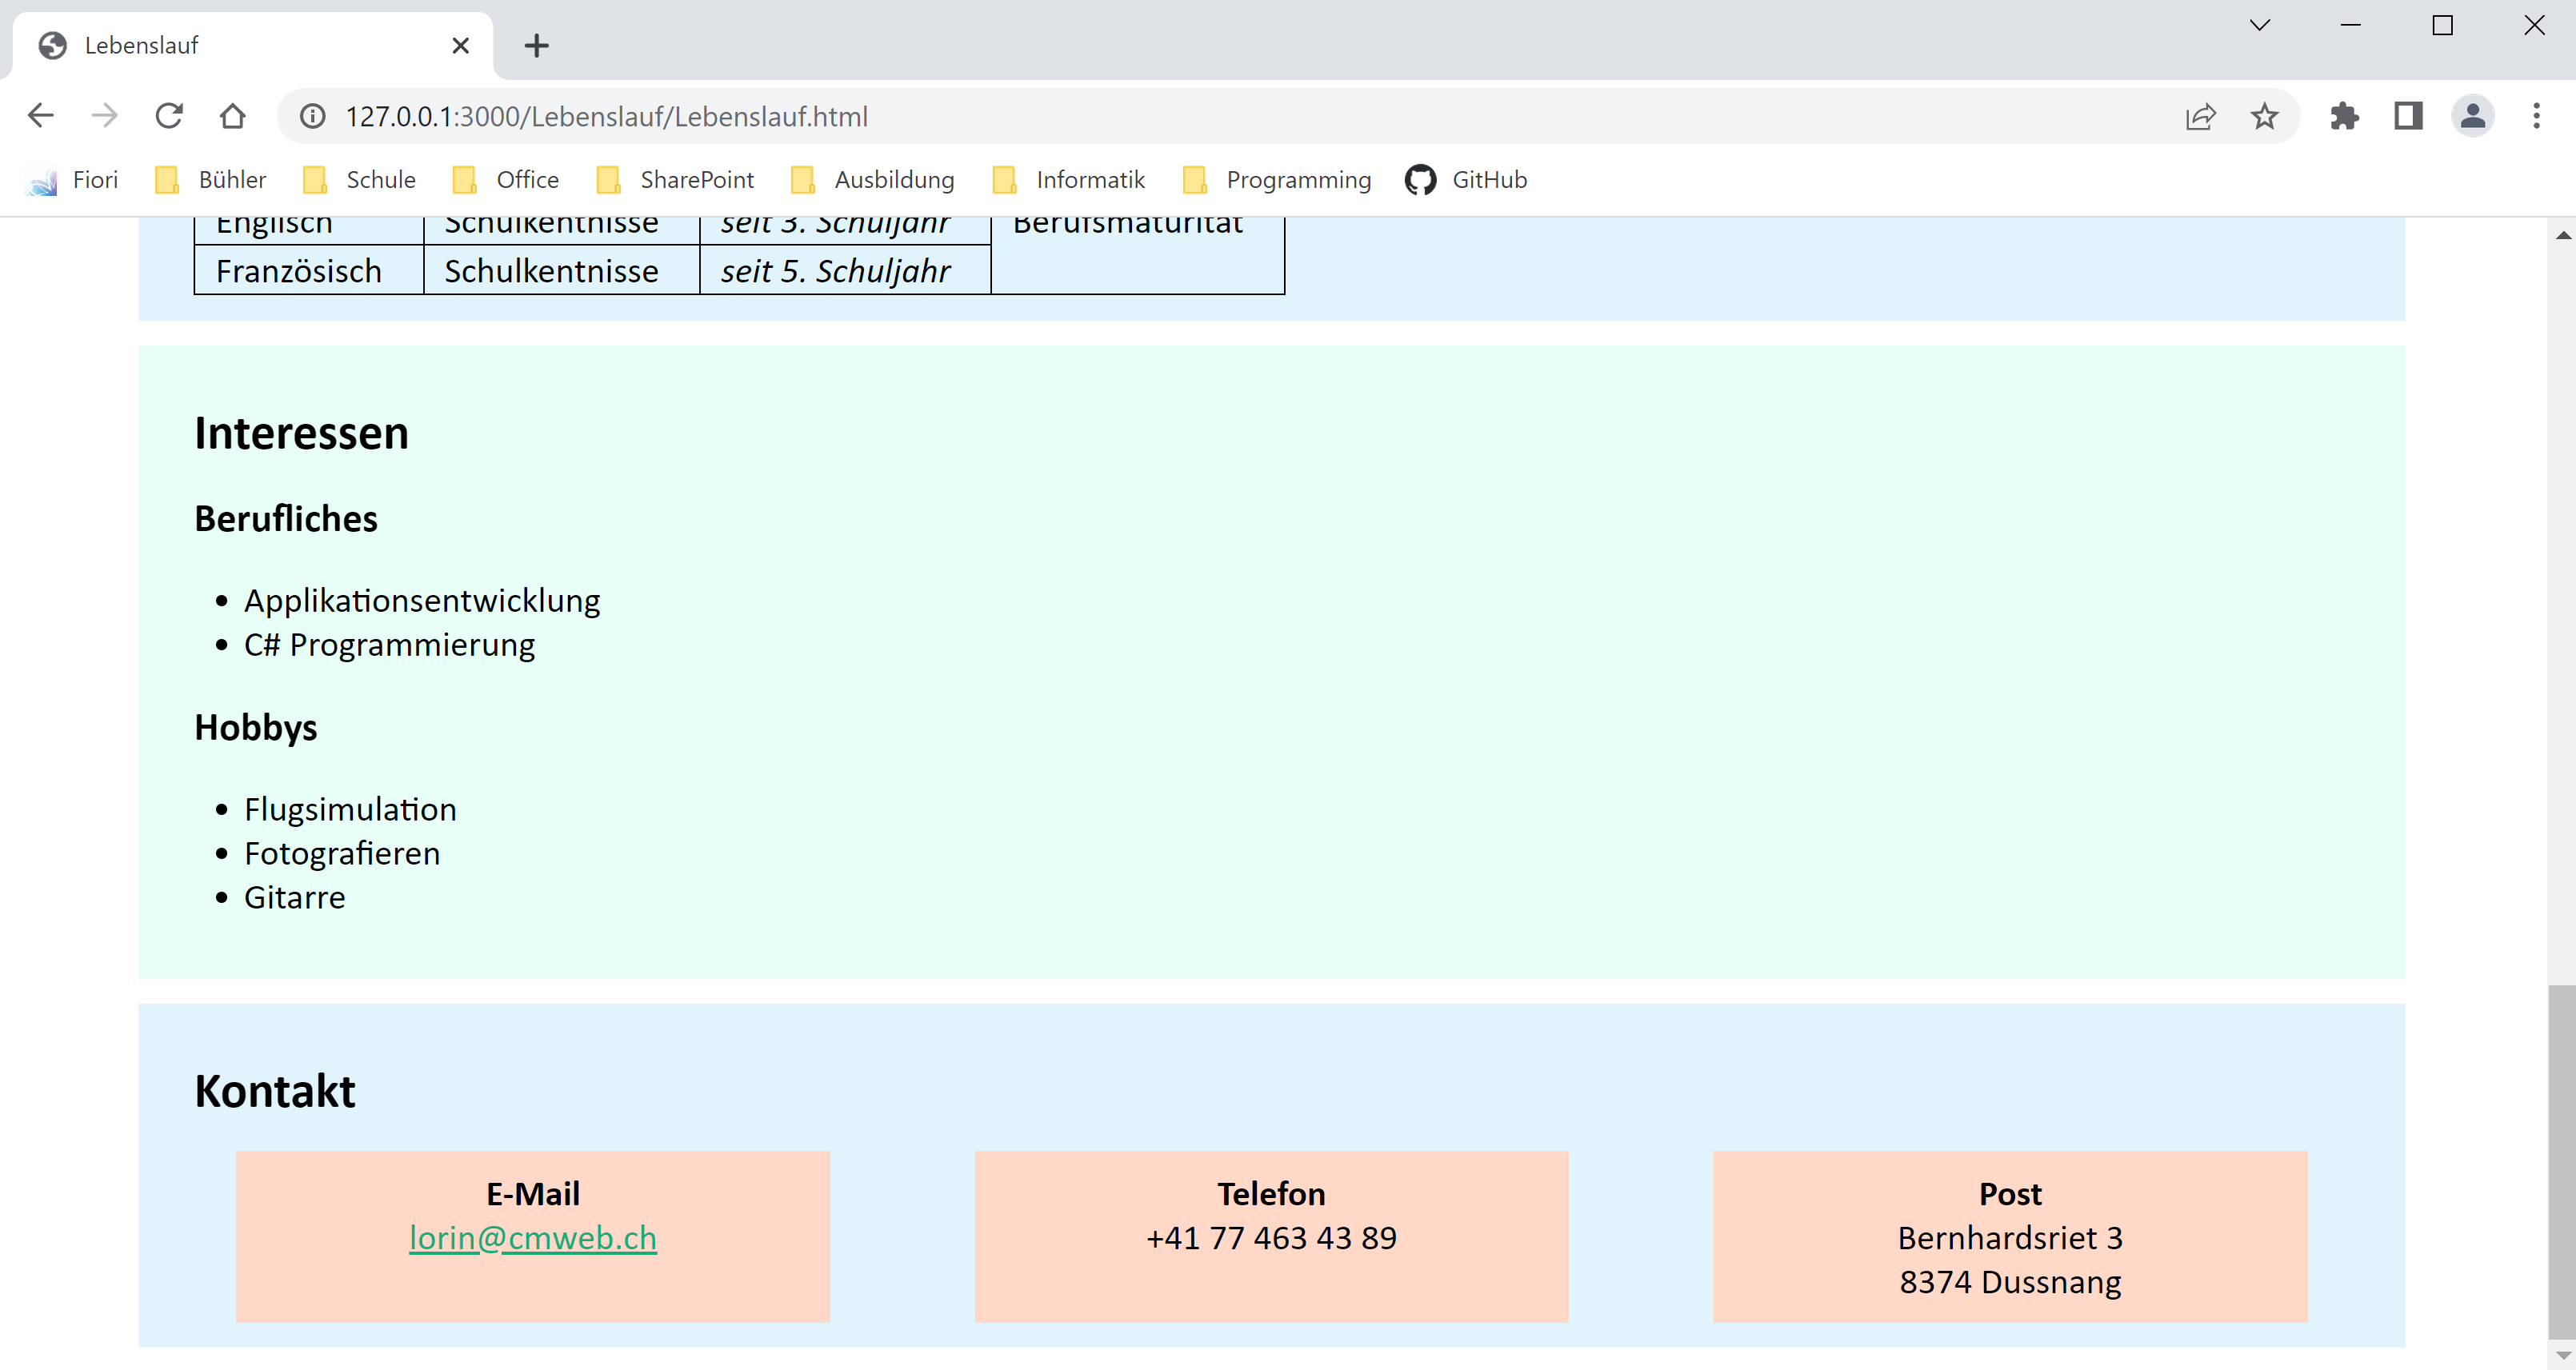 Lebenslauf
127.0.0.1:3000/Lebenslauf/Lebenslauf.html
Fiori Bühler Schule Office SharePoint Ausbildung Informatik Programming GitHub
Englisch Schulkentnisse seit 3. Schuljahr Berufsmaturität
Französisch Schulkentnisse seit 5. Schuljahr
Interessen
Berufliches
• Applikationsentwicklung
• C# Programmierung
Hobbys
• Flugsimulation
• Fotografieren
• Gitarre
Kontakt
E-Mail
lorin@cmweb.ch
Telefon
+41 77 463 43 89
Post
Bernhardsriet 3
8374 Dussnang